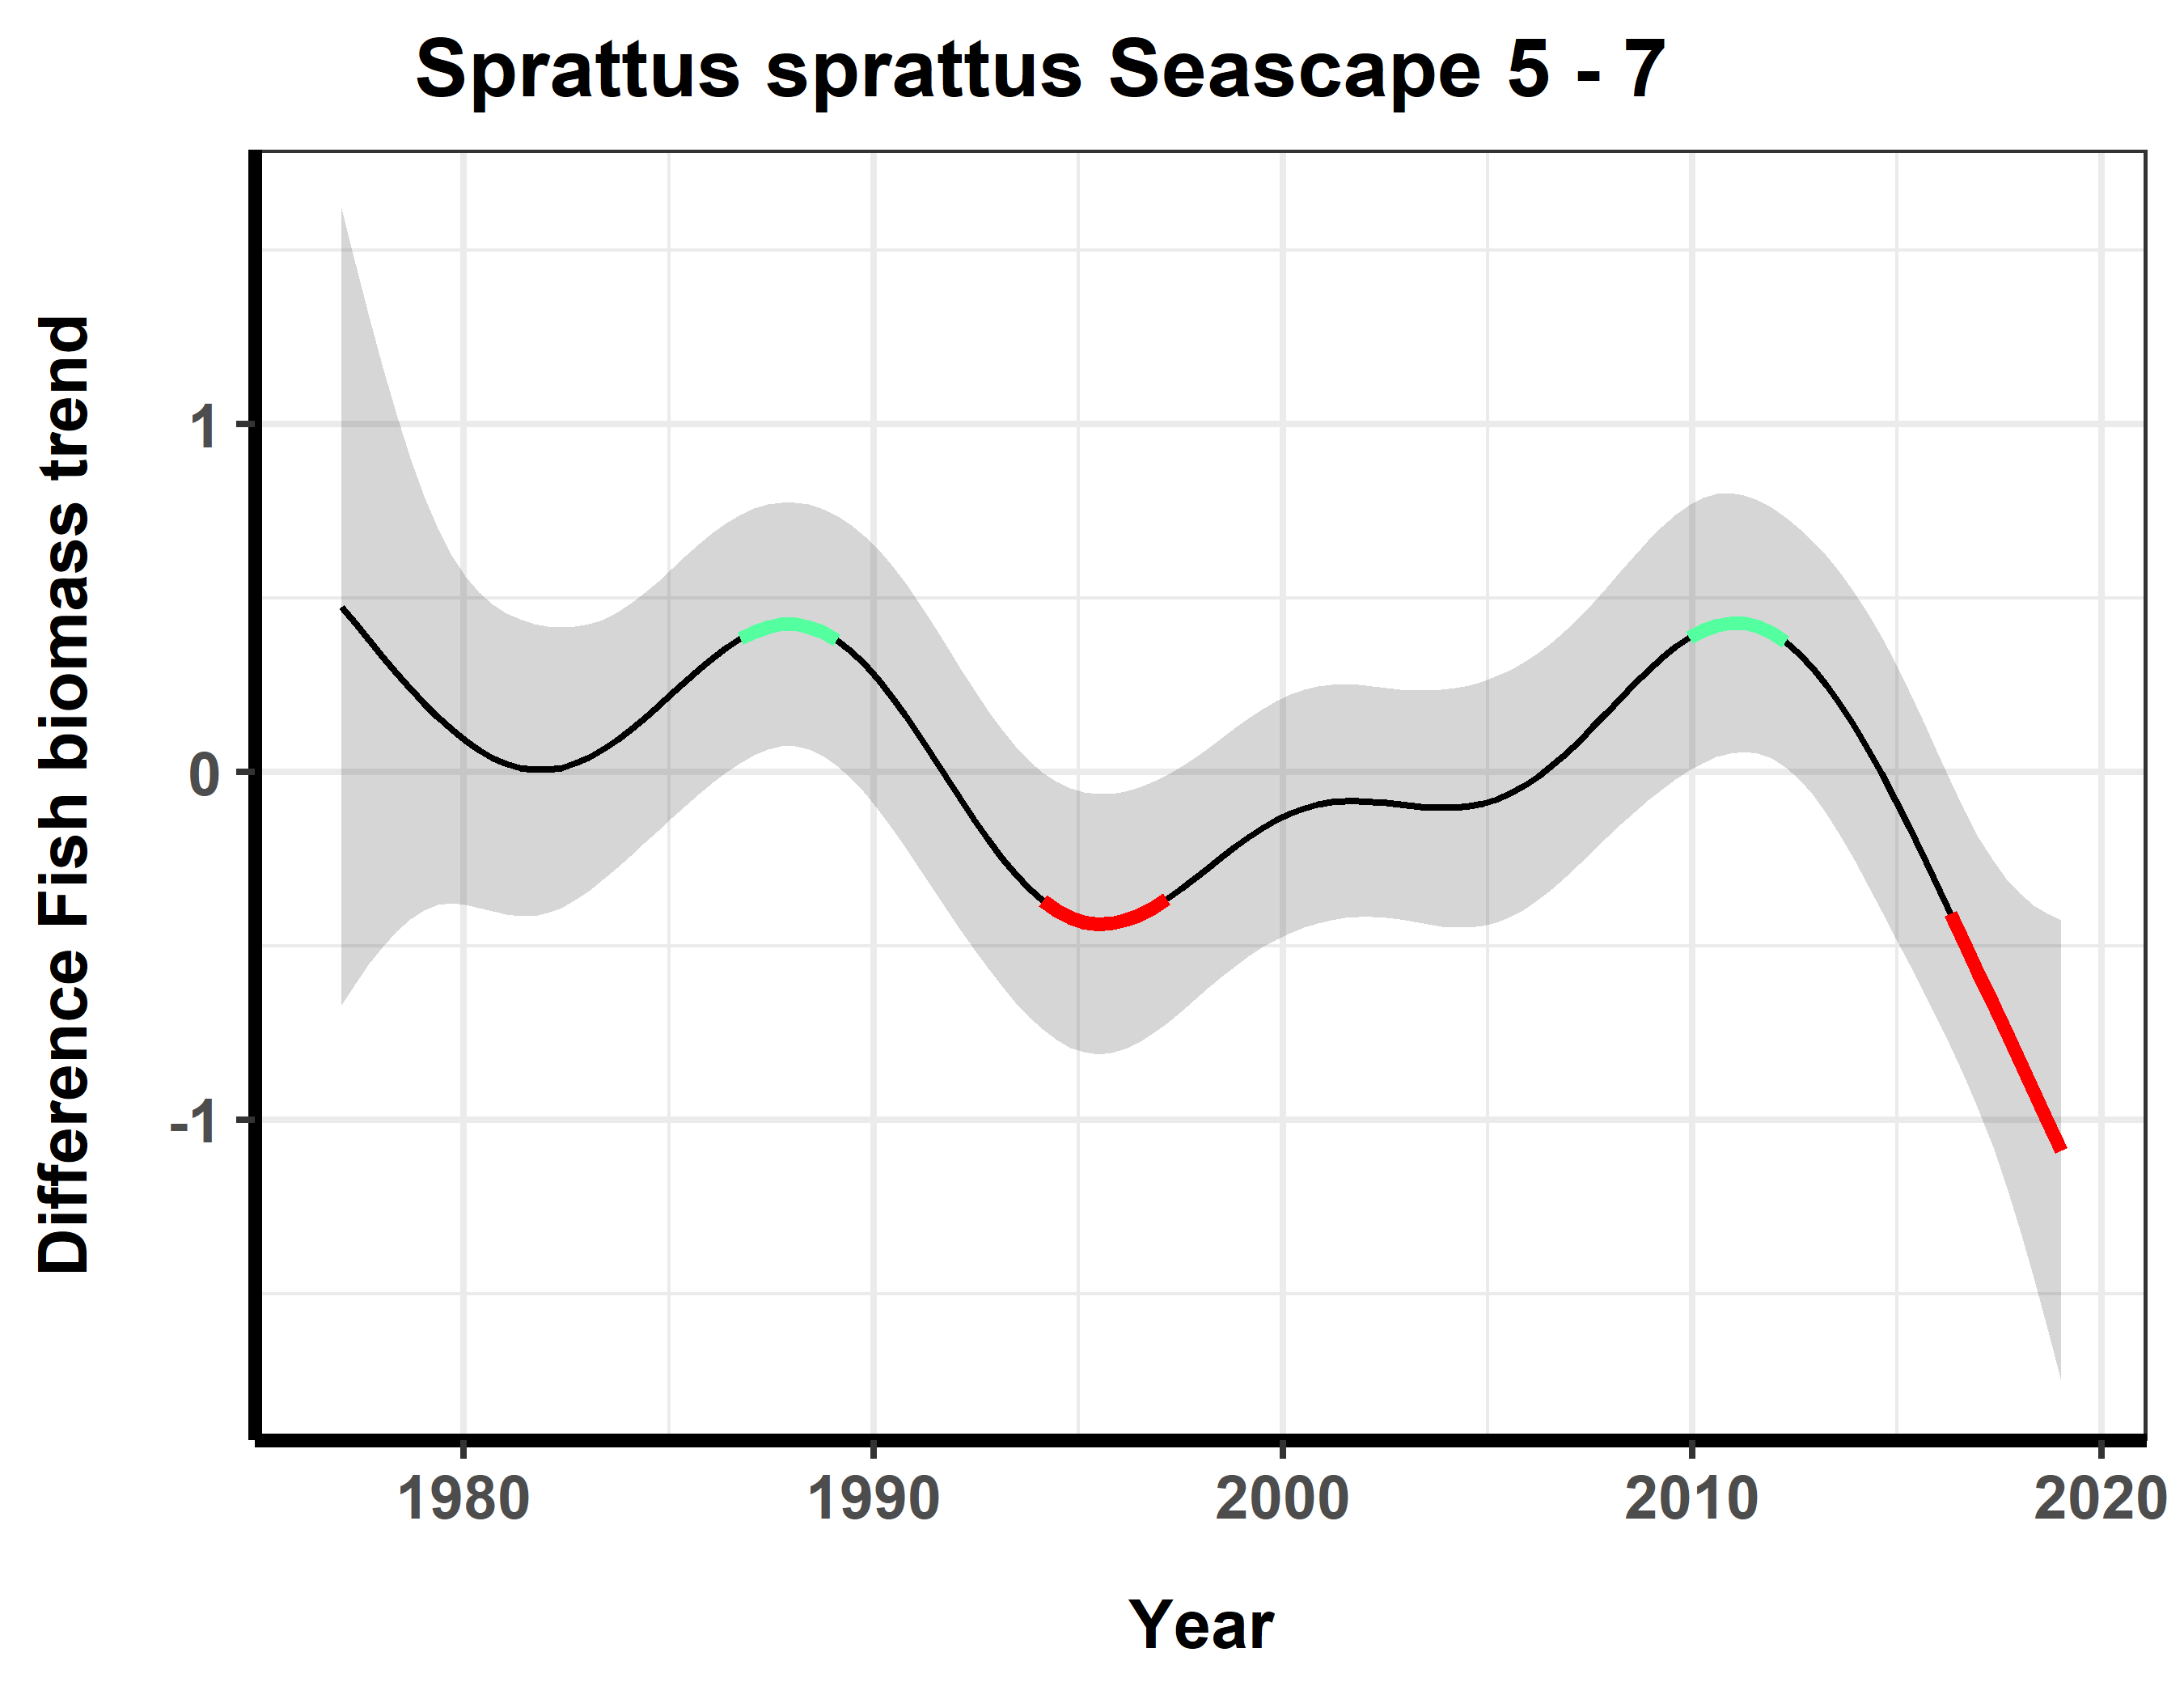 Sprattus sprattus Seascape 5 - 7
Difference Fish biomass trend
1
0
-1
1980 1990 2000 2010 2020
Year